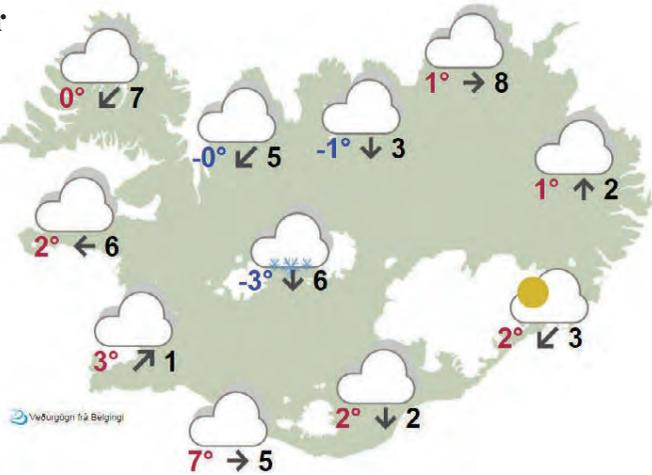 r
1° → 8
0° ↙ 7
-0° ↙ 5
-1° ↓ 3
1° ↑ 2
2° ← 6
-3° ↓ 6
2° ↙ 3
3° ↗ 1
2° ↓ 2
Veðurgögn frá Belgingi
7° → 5